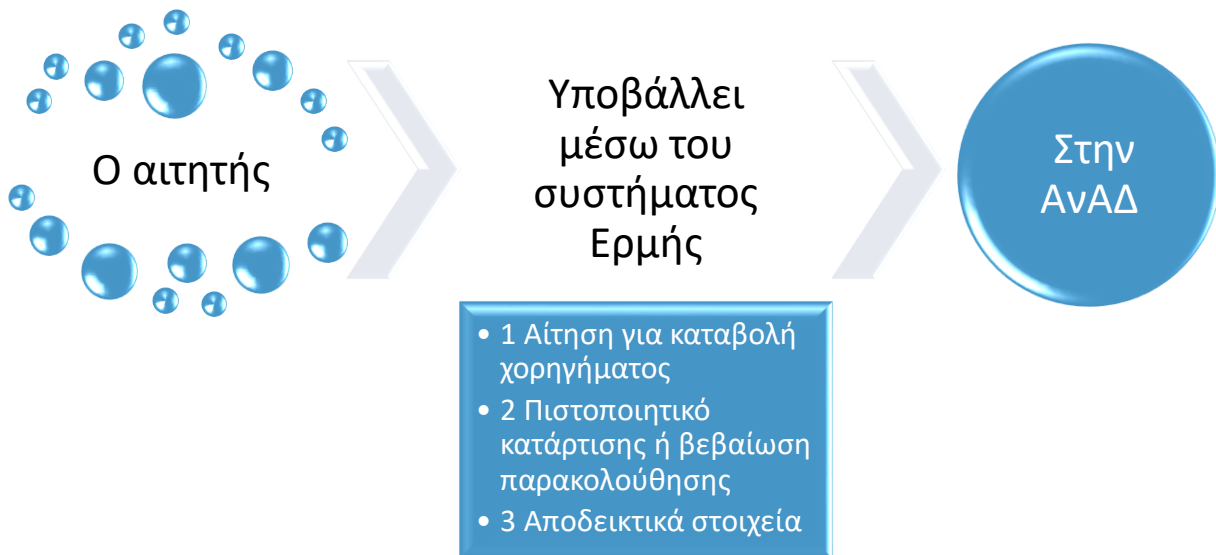 Ο αιτητής
Υποβάλλει
μέσω του
συστήματος
Ερμής
• 1 Αίτηση για καταβολή
χορηγήματος
• 2 Πιστοποιητικό
κατάρτισης ή βεβαίωση
παρακολούθησης
• 3 Αποδεικτικά στοιχεία
Στην
ΑνΑΔ